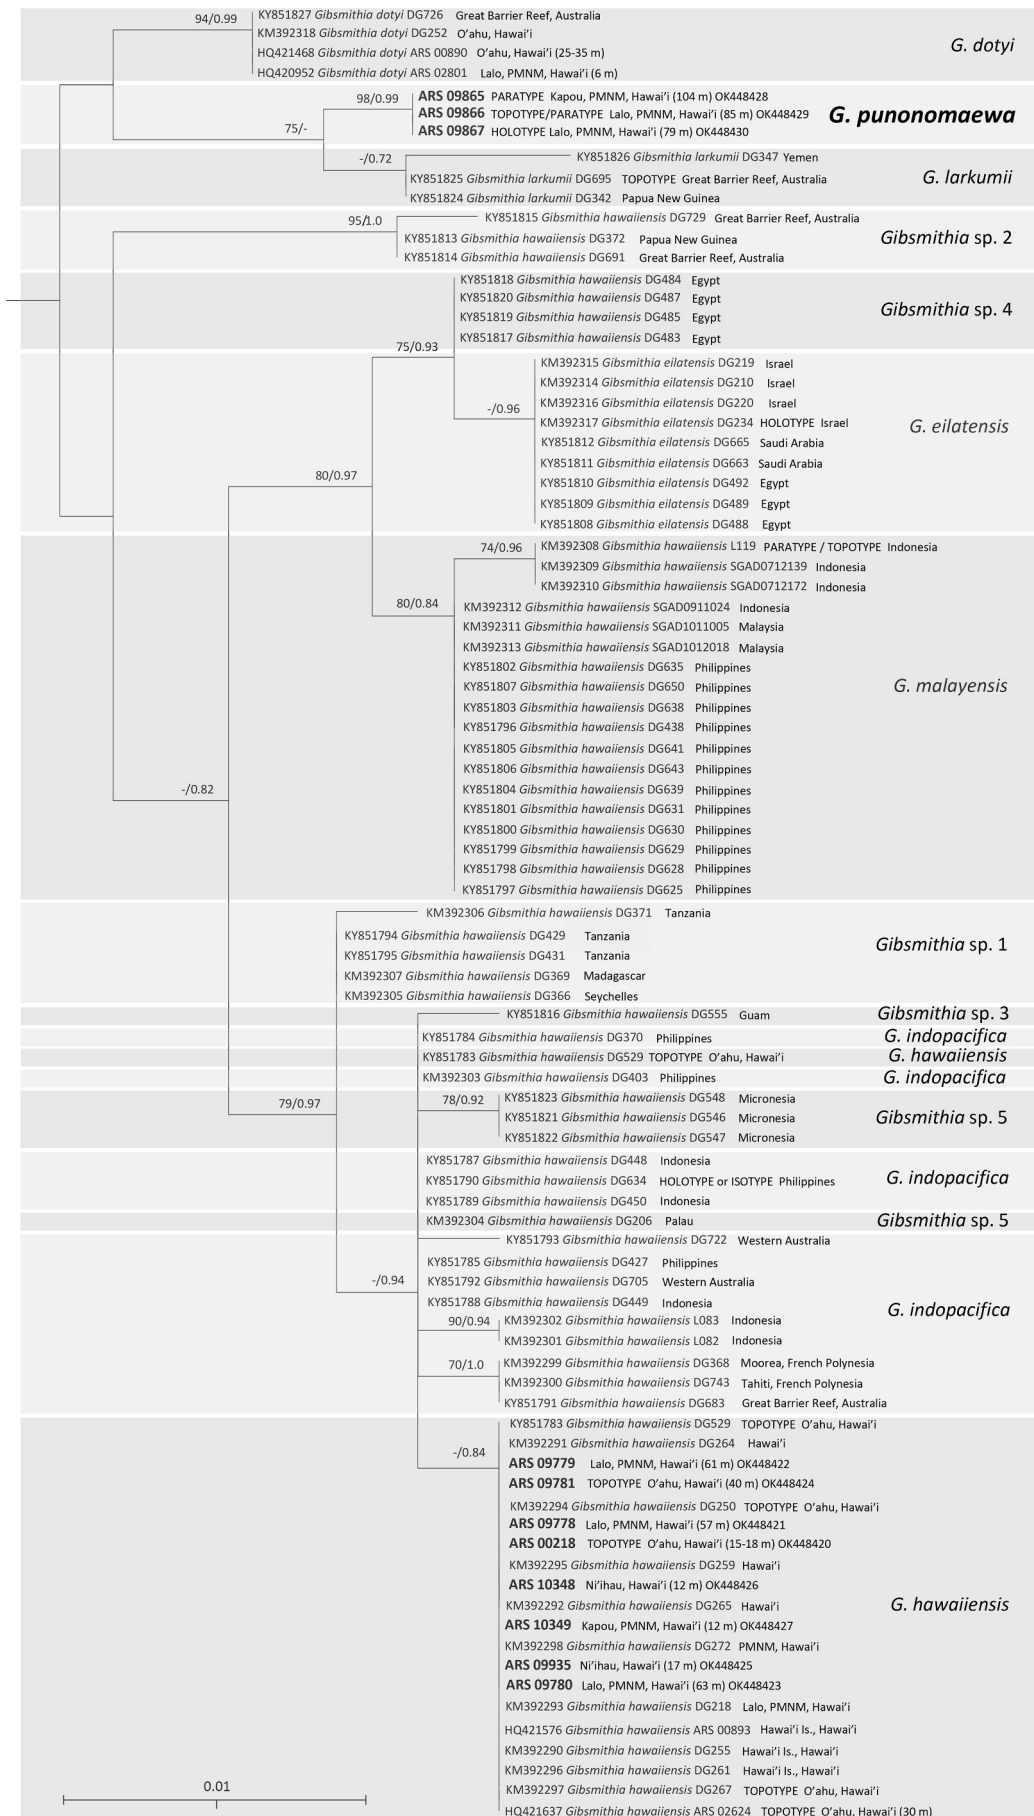 94/0.99
KY851827 Gibsmithia dotyi DG726 Great Barrier Reef, Australia
KM392318 Gibsmithia dotyi DG252 O'ahu, Hawai'i
HQ421468 Gibsmithia dotyi ARS 00890 O'ahu, Hawai'i (25-35 m)
HQ420952 Gibsmithia dotyi ARS 02801 Lalo, PMNM, Hawai'i (6 m)
G. dotyi
98/0.99
ARS 09865 PARATYPE Kapou, PMNM, Hawai'i (104 m) OK448428
ARS 09866 TOPOTYPE/PARATYPE Lalo, PMNM, Hawai'i (85 m) OK448429
ARS 09867 HOLOTYPE Lalo, PMNM, Hawai'i (79 m) OK448430
G. punonomaewa
75/-
-/0.72
KY851826 Gibsmithia larkumii DG347 Yemen
KY851825 Gibsmithia larkumii DG695 TOPOTYPE Great Barrier Reef, Australia
KY851824 Gibsmithia larkumii DG342 Papua New Guinea
G. larkumii
95/1.0
KY851815 Gibsmithia hawaiiensis DG729 Great Barrier Reef, Australia
KY851813 Gibsmithia hawaiiensis DG372 Papua New Guinea
KY851814 Gibsmithia hawaiiensis DG691 Great Barrier Reef, Australia
Gibsmithia sp. 2
KY851818 Gibsmithia hawaiiensis DG484 Egypt
KY851820 Gibsmithia hawaiiensis DG487 Egypt
KY851819 Gibsmithia hawaiiensis DG485 Egypt
KY851817 Gibsmithia hawaiiensis DG483 Egypt
Gibsmithia sp. 4
75/0.93
KM392315 Gibsmithia eilatensis DG219 Israel
KM392314 Gibsmithia eilatensis DG210 Israel
KM392316 Gibsmithia eilatensis DG220 Israel
KM392317 Gibsmithia eilatensis DG234 HOLOTYPE Israel
KY851812 Gibsmithia eilatensis DG665 Saudi Arabia
KY851811 Gibsmithia eilatensis DG663 Saudi Arabia
KY851810 Gibsmithia eilatensis DG492 Egypt
KY851809 Gibsmithia eilatensis DG489 Egypt
KY851808 Gibsmithia eilatensis DG488 Egypt
-/0.96
G. eilatensis
80/0.97
74/0.96
KM392308 Gibsmithia hawaiiensis L119 PARATYPE / TOPOTYPE Indonesia
KM392309 Gibsmithia hawaiiensis SGAD0712139 Indonesia
KM392310 Gibsmithia hawaiiensis SGAD0712172 Indonesia
80/0.84
KM392312 Gibsmithia hawaiiensis SGAD0911024 Indonesia
KM392311 Gibsmithia hawaiiensis SGAD1011005 Malaysia
KM392313 Gibsmithia hawaiiensis SGAD1012018 Malaysia
KY851802 Gibsmithia hawaiiensis DG635 Philippines
KY851807 Gibsmithia hawaiiensis DG650 Philippines
KY851803 Gibsmithia hawaiiensis DG638 Philippines
KY851796 Gibsmithia hawaiiensis DG438 Philippines
KY851805 Gibsmithia hawaiiensis DG641 Philippines
KY851806 Gibsmithia hawaiiensis DG643 Philippines
KY851804 Gibsmithia hawaiiensis DG639 Philippines
KY851801 Gibsmithia hawaiiensis DG631 Philippines
KY851800 Gibsmithia hawaiiensis DG630 Philippines
KY851799 Gibsmithia hawaiiensis DG629 Philippines
KY851798 Gibsmithia hawaiiensis DG628 Philippines
KY851797 Gibsmithia hawaiiensis DG625 Philippines
G. malayensis
-/0.82
KM392306 Gibsmithia hawaiiensis DG371 Tanzania
KY851794 Gibsmithia hawaiiensis DG429 Tanzania
KY851795 Gibsmithia hawaiiensis DG431 Tanzania
KM392307 Gibsmithia hawaiiensis DG369 Madagascar
KM392305 Gibsmithia hawaiiensis DG366 Seychelles
Gibsmithia sp. 1
79/0.97
KY851816 Gibsmithia hawaiiensis DG555 Guam
Gibsmithia sp. 3
KY851784 Gibsmithia hawaiiensis DG370 Philippines
G. indopacifica
KY851783 Gibsmithia hawaiiensis DG529 TOPOTYPE O'ahu, Hawai'i
G. hawaiiensis
KM392303 Gibsmithia hawaiiensis DG403 Philippines
G. indopacifica
78/0.92
KY851823 Gibsmithia hawaiiensis DG548 Micronesia
KY851821 Gibsmithia hawaiiensis DG546 Micronesia
KY851822 Gibsmithia hawaiiensis DG547 Micronesia
Gibsmithia sp. 5
KY851787 Gibsmithia hawaiiensis DG448 Indonesia
KY851790 Gibsmithia hawaiiensis DG634 HOLOTYPE or ISOTYPE Philippines
KY851789 Gibsmithia hawaiiensis DG450 Indonesia
G. indopacifica
KM392304 Gibsmithia hawaiiensis DG206 Palau
Gibsmithia sp. 5
KY851793 Gibsmithia hawaiiensis DG722 Western Australia
KY851785 Gibsmithia hawaiiensis DG427 Philippines
KY851792 Gibsmithia hawaiiensis DG705 Western Australia
KY851788 Gibsmithia hawaiiensis DG449 Indonesia
-/0.94
90/0.94
KM392302 Gibsmithia hawaiiensis L083 Indonesia
KM392301 Gibsmithia hawaiiensis L082 Indonesia
G. indopacifica
70/1.0
KM392299 Gibsmithia hawaiiensis DG368 Moorea, French Polynesia
KM392300 Gibsmithia hawaiiensis DG743 Tahiti, French Polynesia
KY851791 Gibsmithia hawaiiensis DG683 Great Barrier Reef, Australia
-/0.84
KY851783 Gibsmithia hawaiiensis DG529 TOPOTYPE O'ahu, Hawai'i
KM392291 Gibsmithia hawaiiensis DG264 Hawai'i
ARS 09779 Lalo, PMNM, Hawai'i (61 m) OK448422
ARS 09781 TOPOTYPE O'ahu, Hawai'i (40 m) OK448424
KM392294 Gibsmithia hawaiiensis DG250 TOPOTYPE O'ahu, Hawai'i
ARS 09778 Lalo, PMNM, Hawai'i (57 m) OK448421
ARS 00218 TOPOTYPE O'ahu, Hawai'i (15-18 m) OK448420
KM392295 Gibsmithia hawaiiensis DG259 Hawai'i
ARS 10348 Ni'ihau, Hawai'i (12 m) OK448426
KM392292 Gibsmithia hawaiiensis DG265 Hawai'i
ARS 10349 Kapou, PMNM, Hawai'i (12 m) OK448427
KM392298 Gibsmithia hawaiiensis DG272 PMNM, Hawai'i
ARS 09935 Ni'ihau, Hawai'i (17 m) OK448425
ARS 09780 Lalo, PMNM, Hawai'i (63 m) OK448423
KM392293 Gibsmithia hawaiiensis DG218 Lalo, PMNM, Hawai'i
HQ421576 Gibsmithia hawaiiensis ARS 00893 Hawai'i Is., Hawai'i
KM392290 Gibsmithia hawaiiensis DG255 Hawai'i Is., Hawai'i
KM392296 Gibsmithia hawaiiensis DG261 Hawai'i Is., Hawai'i
KM392297 Gibsmithia hawaiiensis DG267 TOPOTYPE O'ahu, Hawai'i
HQ421637 Gibsmithia hawaiiensis ARS 02624 TOPOTYPE O'ahu, Hawai'i (30 m)
G. hawaiiensis
0.01